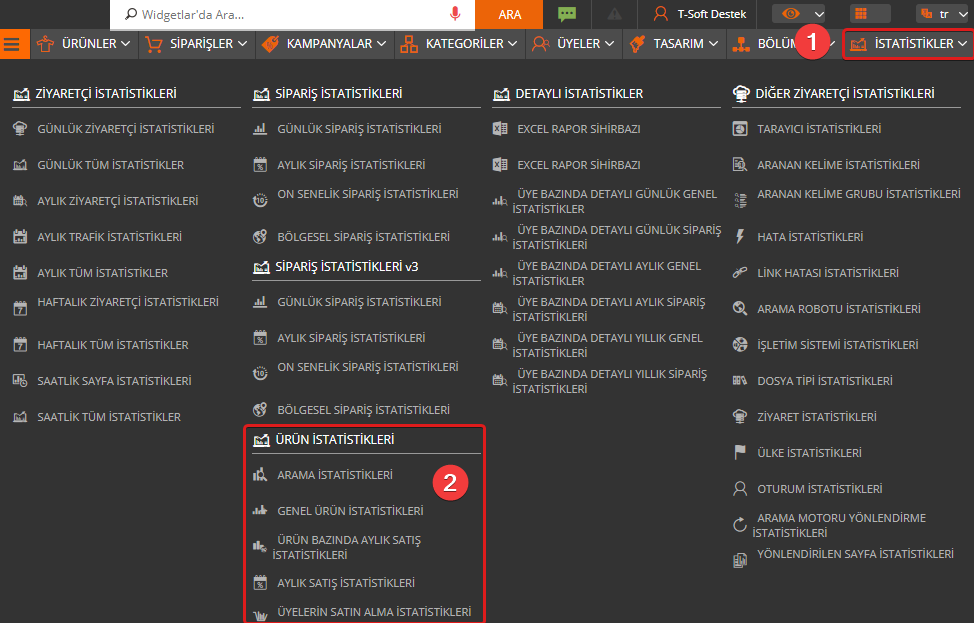 Widgetlar'da Ara...
ARA
T-Soft Destek
tr
ÜRÜNLER
SİPARİŞLER
KAMPANYALAR
KATEGORİLER
ÜYELER
TASARIM
1
İSTATİSTİKLER
ZİYARETÇİ İSTATİSTİKLERİ
GÜNLÜK ZİYARETÇİ İSTATİSTİKLERİ
GÜNLÜK TÜM İSTATİSTİKLER
AYLIK ZİYARETÇİ İSTATİSTİKLERİ
AYLIK TRAFİK İSTATİSTİKLERİ
AYLIK TÜM İSTATİSTİKLER
HAFTALIK ZİYARETÇİ İSTATİSTİKLERİ
HAFTALIK TÜM İSTATİSTİKLER
SAATLİK SAYFA İSTATİSTİKLERİ
SAATLİK TÜM İSTATİSTİKLER
SİPARİŞ İSTATİSTİKLERİ
GÜNLÜK SİPARİŞ İSTATİSTİKLERİ
AYLIK SİPARİŞ İSTATİSTİKLERİ
ON SENELİK SİPARİŞ İSTATİSTİKLERİ
BÖLGESEL SİPARİŞ İSTATİSTİKLERİ
SİPARİŞ İSTATİSTİKLERİ v3
GÜNLÜK SİPARİŞ İSTATİSTİKLERİ
AYLIK SİPARİŞ İSTATİSTİKLERİ
ON SENELİK SİPARİŞ İSTATİSTİKLERİ
BÖLGESEL SİPARİŞ İSTATİSTİKLERİ
ÜRÜN İSTATİSTİKLERİ
ARAMA İSTATİSTİKLERİ
2
GENEL ÜRÜN İSTATİSTİKLERİ
ÜRÜN BAZINDA AYLIK SATIŞ
İSTATİSTİKLERİ
AYLIK SATIŞ İSTATİSTİKLERİ
ÜYELERİN SATIN ALMA İSTATİSTİKLERİ
DETAYLI İSTATİSTİKLER
EXCEL RAPOR SİHİRBAZI
EXCEL RAPOR SİHİRBAZI
ÜYE BAZINDA DETAYLI GÜNLÜK GENEL
İSTATİSTİKLER
ÜYE BAZINDA DETAYLI GÜNLÜK SİPARİŞ
İSTATİSTİKLERİ
ÜYE BAZINDA DETAYLI AYLIK GENEL
İSTATİSTİKLER
ÜYE BAZINDA DETAYLI AYLIK SİPARİŞ
İSTATİSTİKLERİ
ÜYE BAZINDA DETAYLI YILLIK GENEL
İSTATİSTİKLERİ
ÜYE BAZINDA DETAYLI YILLIK SİPARİŞ
İSTATİSTİKLERİ
DİĞER ZİYARETÇİ İSTATİSTİKLERİ
TARAYICI İSTATİSTİKLERİ
ARANAN KELİME İSTATİSTİKLERİ
ARANAN KELİME GRUBU İSTATİSTİKLERİ
HATA İSTATİSTİKLERİ
LİNK HATASI İSTATİSTİKLERİ
ARAMA ROBOTU İSTATİSTİKLERİ
İŞLETİM SİSTEMİ İSTATİSTİKLERİ
DOSYA TİPİ İSTATİSTİKLERİ
ZİYARET İSTATİSTİKLERİ
ÜLKE İSTATİSTİKLERİ
OTURUM İSTATİSTİKLERİ
ARAMA MOTORU YÖNLENDİRME
İSTATİSTİKLERİ
YÖNLENDİRİLEN SAYFA İSTATİSTİKLERİ